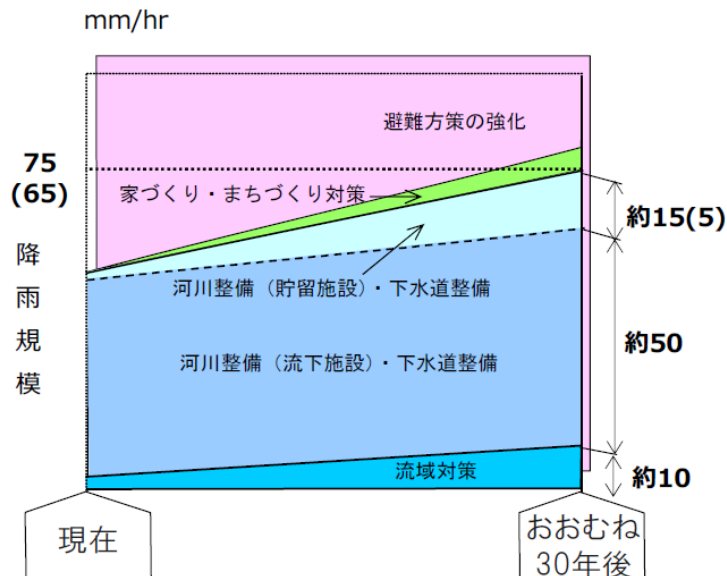 mm/hr
避難方策の強化
75
(65)
家づくり・まちづくり対策
約15(5)
降雨規模
河川整備（貯留施設）・下水道整備
約50
河川整備（流下施設）・下水道整備
流域対策
約10
現在
おおむね
30年後